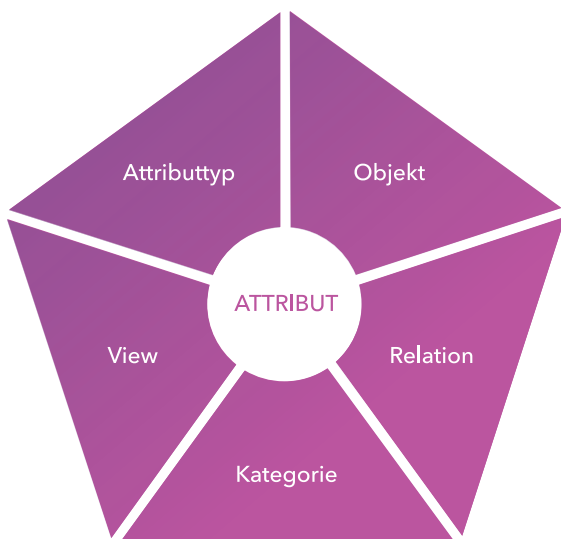 Attributtyp
Objekt
ATTRIBUT
View
Relation
Kategorie